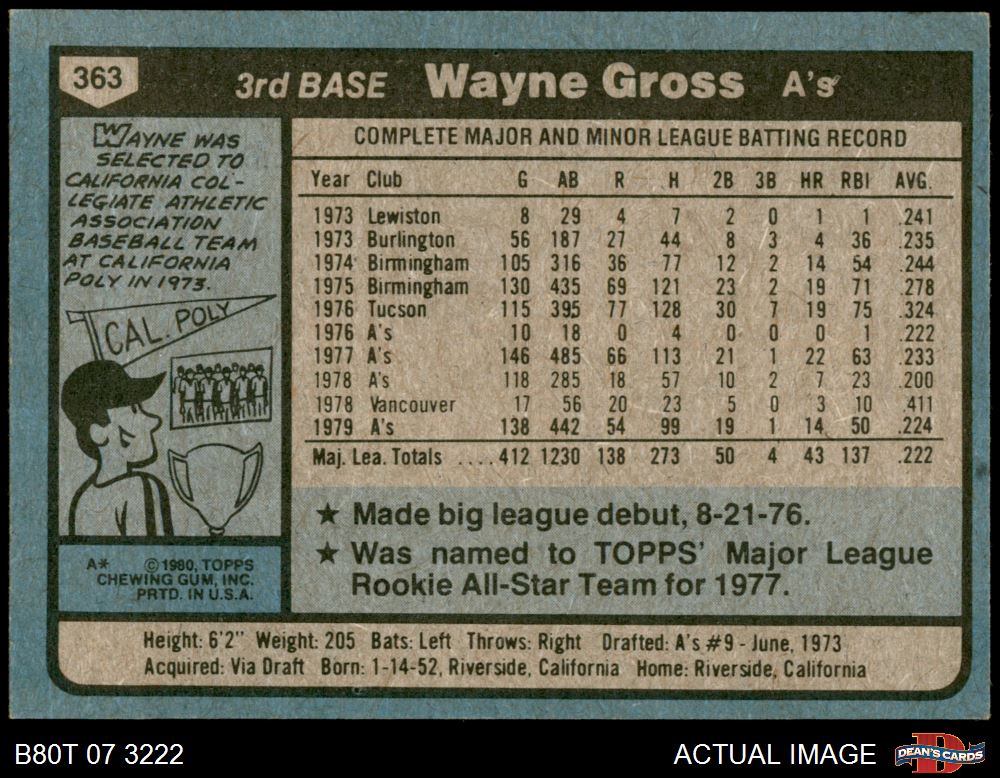 363 3rd BASE Wayne Gross A's
WAYNE WAS
SELECTED TO
CALIFORNIA COL-
LEGIATE ATHLETIC
ASSOCIATION
BASEBALL TEAM
AT CALIFORNIA
POLY IN 1973.
CAL. POLY
A* © 1980, TOPPS
CHEWING GUM, INC.
PRTD. IN U.S.A.
COMPLETE MAJOR AND MINOR LEAGUE BATTING RECORD
Year Club G AB R H 2B 3B HR RBI AVG.
1973 Lewiston 8 29 4 7 2 0 1 1 .241
1973 Burlington 56 187 27 44 8 3 4 36 .235
1974 Birmingham 105 316 36 77 12 2 14 54 .244
1975 Birmingham 130 435 69 121 23 2 19 71 .278
1976 Tucson 115 395 77 128 30 7 19 75 .324
1976 A's 10 18 0 4 0 0 0 1 .222
1977 A's 146 485 66 113 21 1 22 63 .233
1978 A's 118 285 18 57 10 2 7 23 .200
1978 Vancouver 17 56 20 23 5 0 3 10 .411
1979 A's 138 442 54 99 19 1 14 50 .224
Maj. Lea. Totals ....412 1230 138 273 50 4 43 137 .222
★ Made big league debut, 8-21-76.
★ Was named to TOPPS' Major League
Rookie All-Star Team for 1977.
Height: 6'2" Weight: 205 Bats: Left Throws: Right Drafted: A's #9 - June, 1973
Acquired: Via Draft Born: 1-14-52, Riverside, California Home: Riverside, California
B80T 07 3222 ACTUAL IMAGE D DEAN'S CARDS